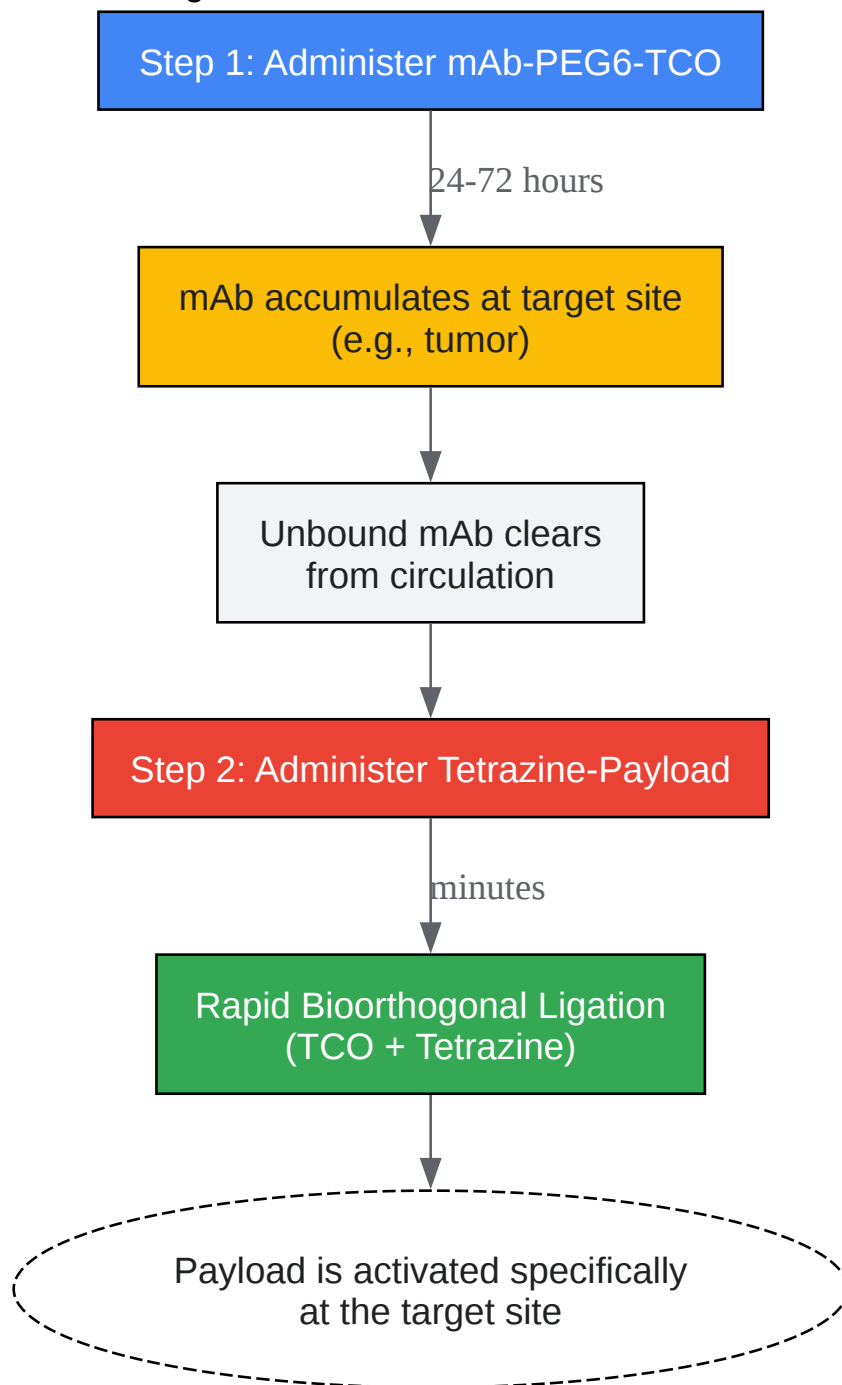 Step 1: Administer mAb-PEG6-TCO
24-72 hours
mAb accumulates at target site
(e.g., tumor)
Unbound mAb clears
from circulation
Step 2: Administer Tetrazine-Payload
minutes
Rapid Bioorthogonal Ligation
(TCO + Tetrazine)
Payload is activated specifically
at the target site